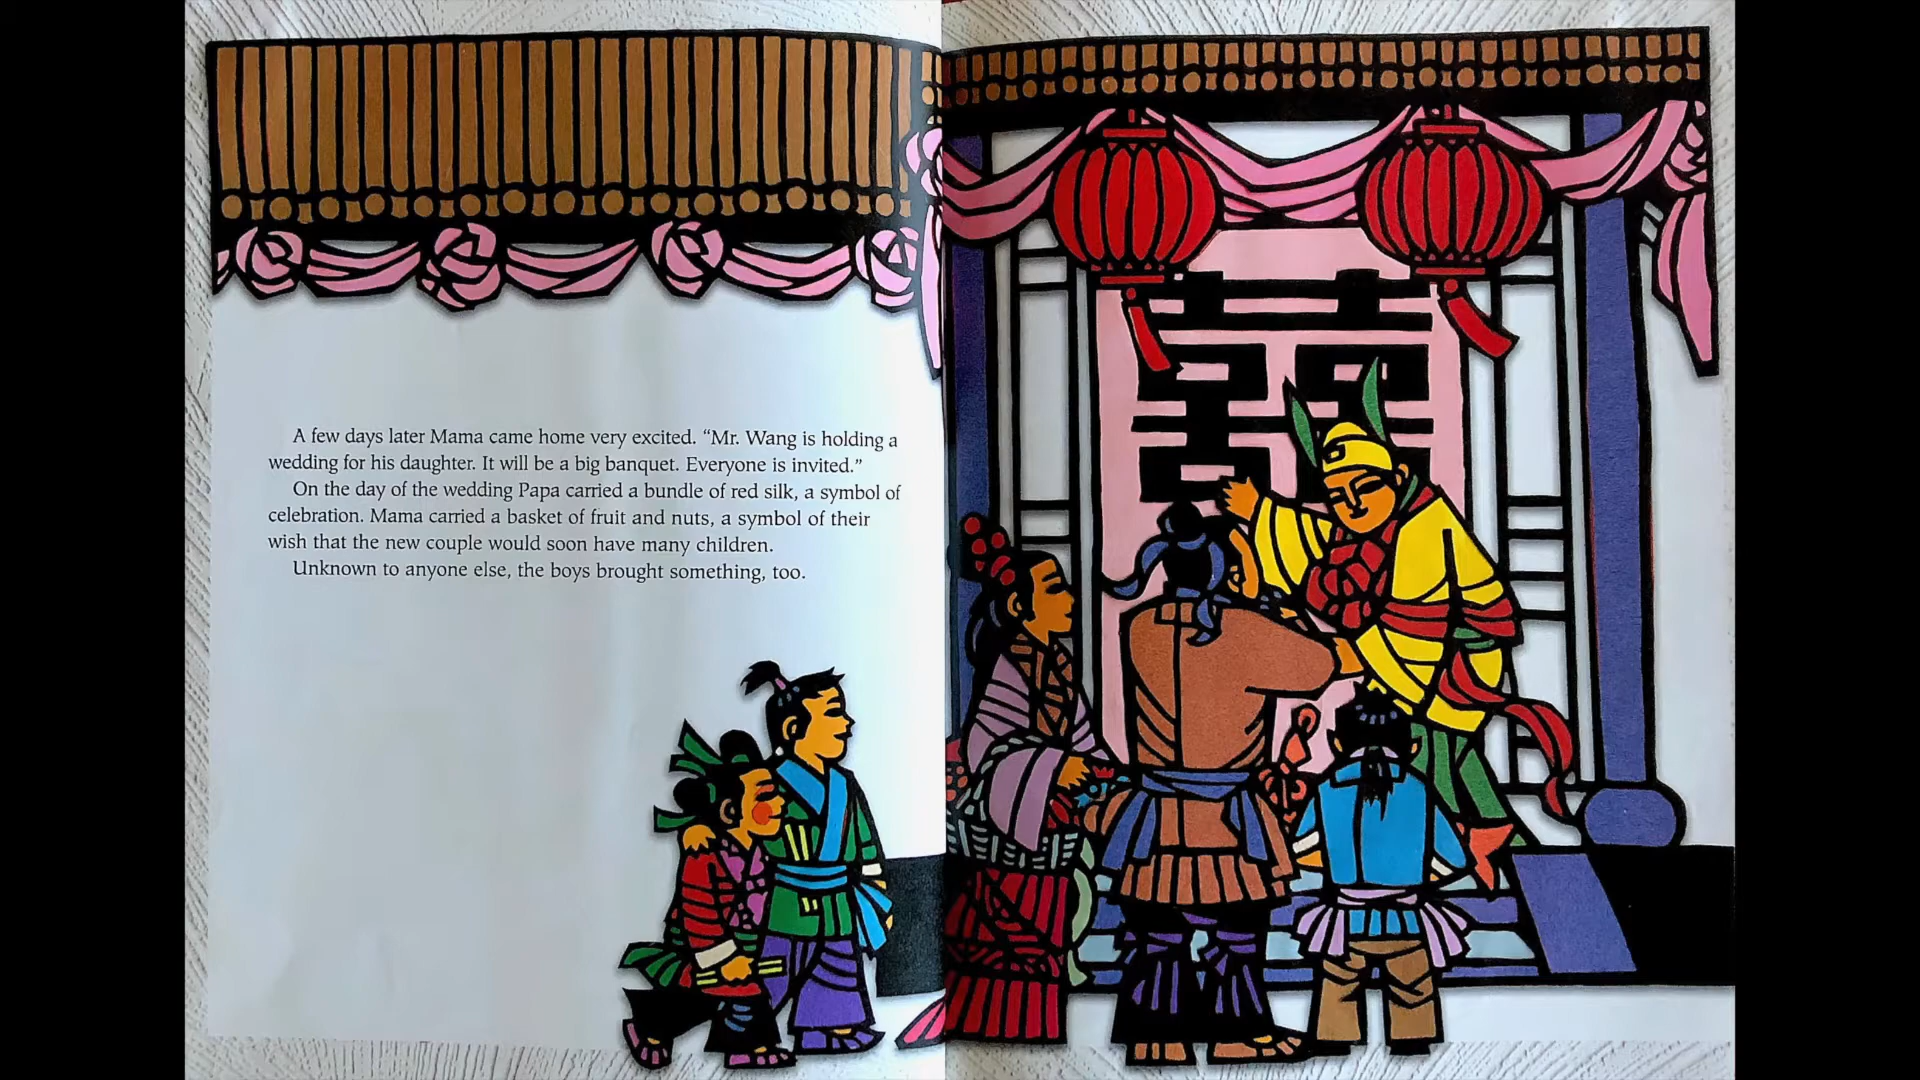 A few days later Mama came home very excited. “Mr. Wang is holding a
wedding for his daughter. It will be a big banquet. Everyone is invited.”
On the day of the wedding Papa carried a bundle of red silk, a symbol of
celebration. Mama carried a basket of fruit and nuts, a symbol of their
wish that the new couple would soon have many children.
Unknown to anyone else, the boys brought something, too.
囍